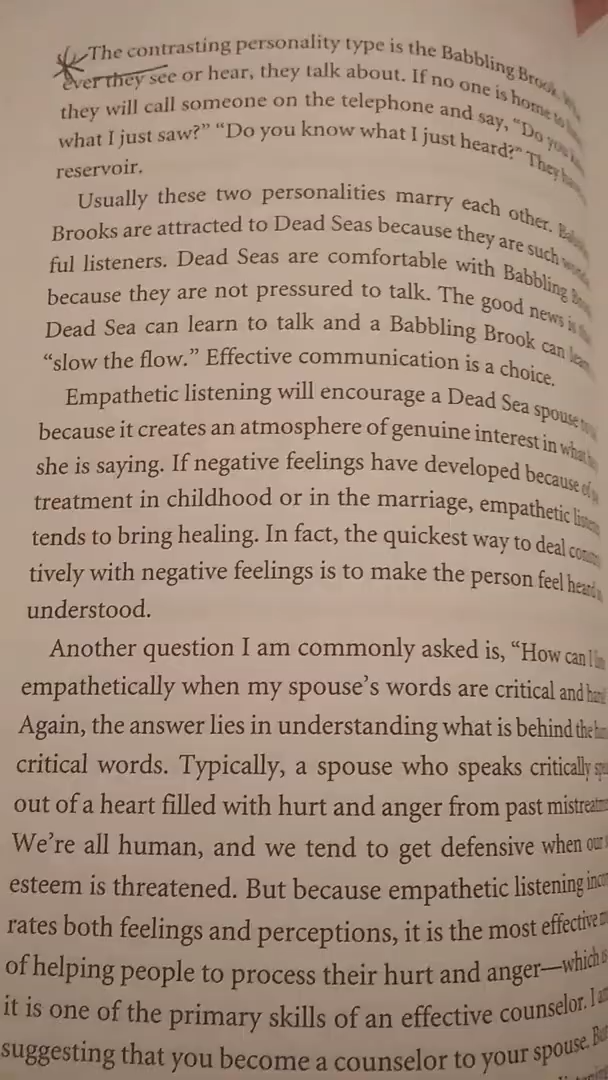 The contrasting personality type is the Babbling Brook.
ever they see or hear, they talk about. If no one is home to
they will call someone on the telephone and say, “Do you
what I just saw?” “Do you know what I just heard?” They
reservoir.
Usually these two personalities marry each other.
Brooks are attracted to Dead Seas because they are such
ful listeners. Dead Seas are comfortable with Babbling
because they are not pressured to talk. The good news is
Dead Sea can learn to talk and a Babbling Brook can
“slow the flow.” Effective communication is a choice.
Empathetic listening will encourage a Dead Sea spouse
because it creates an atmosphere of genuine interest in what
she is saying. If negative feelings have developed because of
treatment in childhood or in the marriage, empathetic
tends to bring healing. In fact, the quickest way to deal
tively with negative feelings is to make the person feel heard
understood.
Another question I am commonly asked is, “How can I
empathetically when my spouse’s words are critical and
Again, the answer lies in understanding what is behind the
critical words. Typically, a spouse who speaks critically
out of a heart filled with hurt and anger from past
We’re all human, and we tend to get defensive when our
esteem is threatened. But because empathetic listening
rates both feelings and perceptions, it is the most effective
of helping people to process their hurt and anger—which is
it is one of the primary skills of an effective counselor. I
suggesting that you become a counselor to your spouse. But